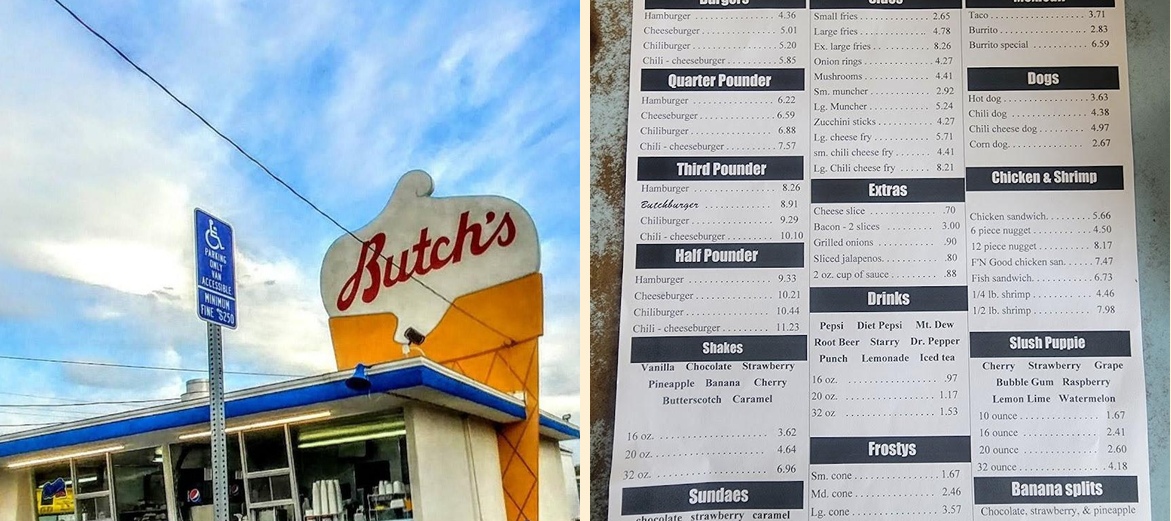 Butch's
PARKING
ONLY
VAN
ACCESSIBLE
MINIMUM
FINE $250
pepsi
Burgers
Hamburger 4.36
Cheeseburger 5.01
Chiliburger 5.20
Chili - cheeseburger 5.85
Quarter Pounder
Hamburger 6.22
Cheeseburger 6.59
Chiliburger 6.88
Chili - cheeseburger 7.57
Third Pounder
Hamburger 8.26
Butchburger 8.91
Chiliburger 9.29
Chili - cheeseburger 10.10
Half Pounder
Hamburger 9.33
Cheeseburger 10.21
Chiliburger 10.44
Chili - cheeseburger 11.23
Shakes
Vanilla Chocolate Strawberry
Pineapple Banana Cherry
Butterscotch Caramel
16 oz. 3.62
20 oz. 4.64
32 oz. 6.96
Sundaes
chocolate strawberry caramel
Sides
Small fries 2.65
Large fries 4.78
Ex. large fries 8.26
Onion rings 4.27
Mushrooms 4.41
Sm. muncher 2.92
Lg. Muncher 5.24
Zucchini sticks 4.27
Lg. cheese fry 5.71
sm. chili cheese fry 4.41
Lg. Chili cheese fry 8.21
Extras
Cheese slice .70
Bacon - 2 slices 3.00
Grilled onions .90
Sliced jalapenos .80
2 oz. cup of sauce .88
Drinks
Pepsi Diet Pepsi Mt. Dew
Root Beer Starry Dr. Pepper
Punch Lemonade Iced tea
16 oz. .97
20 oz. 1.17
32 oz 1.53
Frostys
Sm. cone 1.67
Md. cone 2.46
Lg. cone 3.57
Mexican
Taco 3.71
Burrito 2.83
Burrito special 6.59
Dogs
Hot dog 3.63
Chili dog 4.38
Chili cheese dog 4.97
Corn dog. 2.67
Chicken & Shrimp
Chicken sandwich. 5.66
6 piece nugget 4.50
12 piece nugget 8.17
F'N Good chicken san. 7.47
Fish sandwich. 6.73
1/4 lb. shrimp 4.46
1/2 lb. shrimp 7.98
Slush Puppie
Cherry Strawberry Grape
Bubble Gum Raspberry
Lemon Lime Watermelon
10 ounce 1.67
16 ounce 2.41
20 ounce 2.60
32 ounce 4.18
Banana splits
Chocolate, strawberry, & pineapple